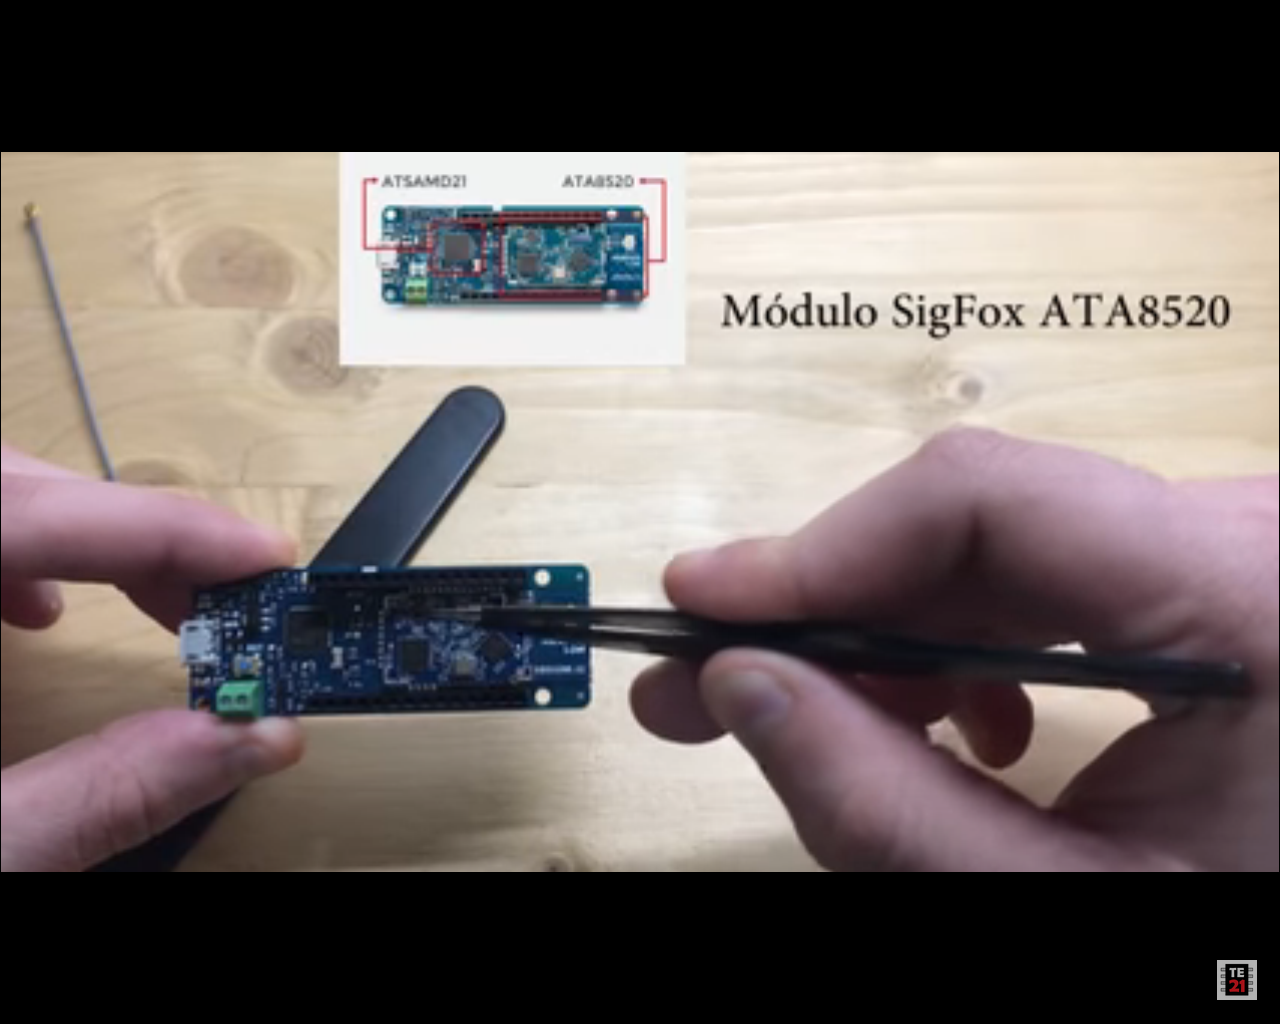 ATSAMD21
ATA8520
Módulo SigFox ATA8520
TE
21